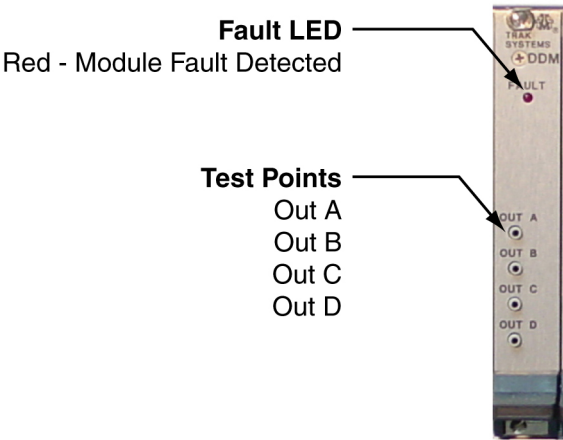 Fault LED
Red - Module Fault Detected
Test Points
Out A
Out B
Out C
Out D
TRAK
SYSTEMS
DDM
FAULT
OUT A
OUT B
OUT C
OUT D